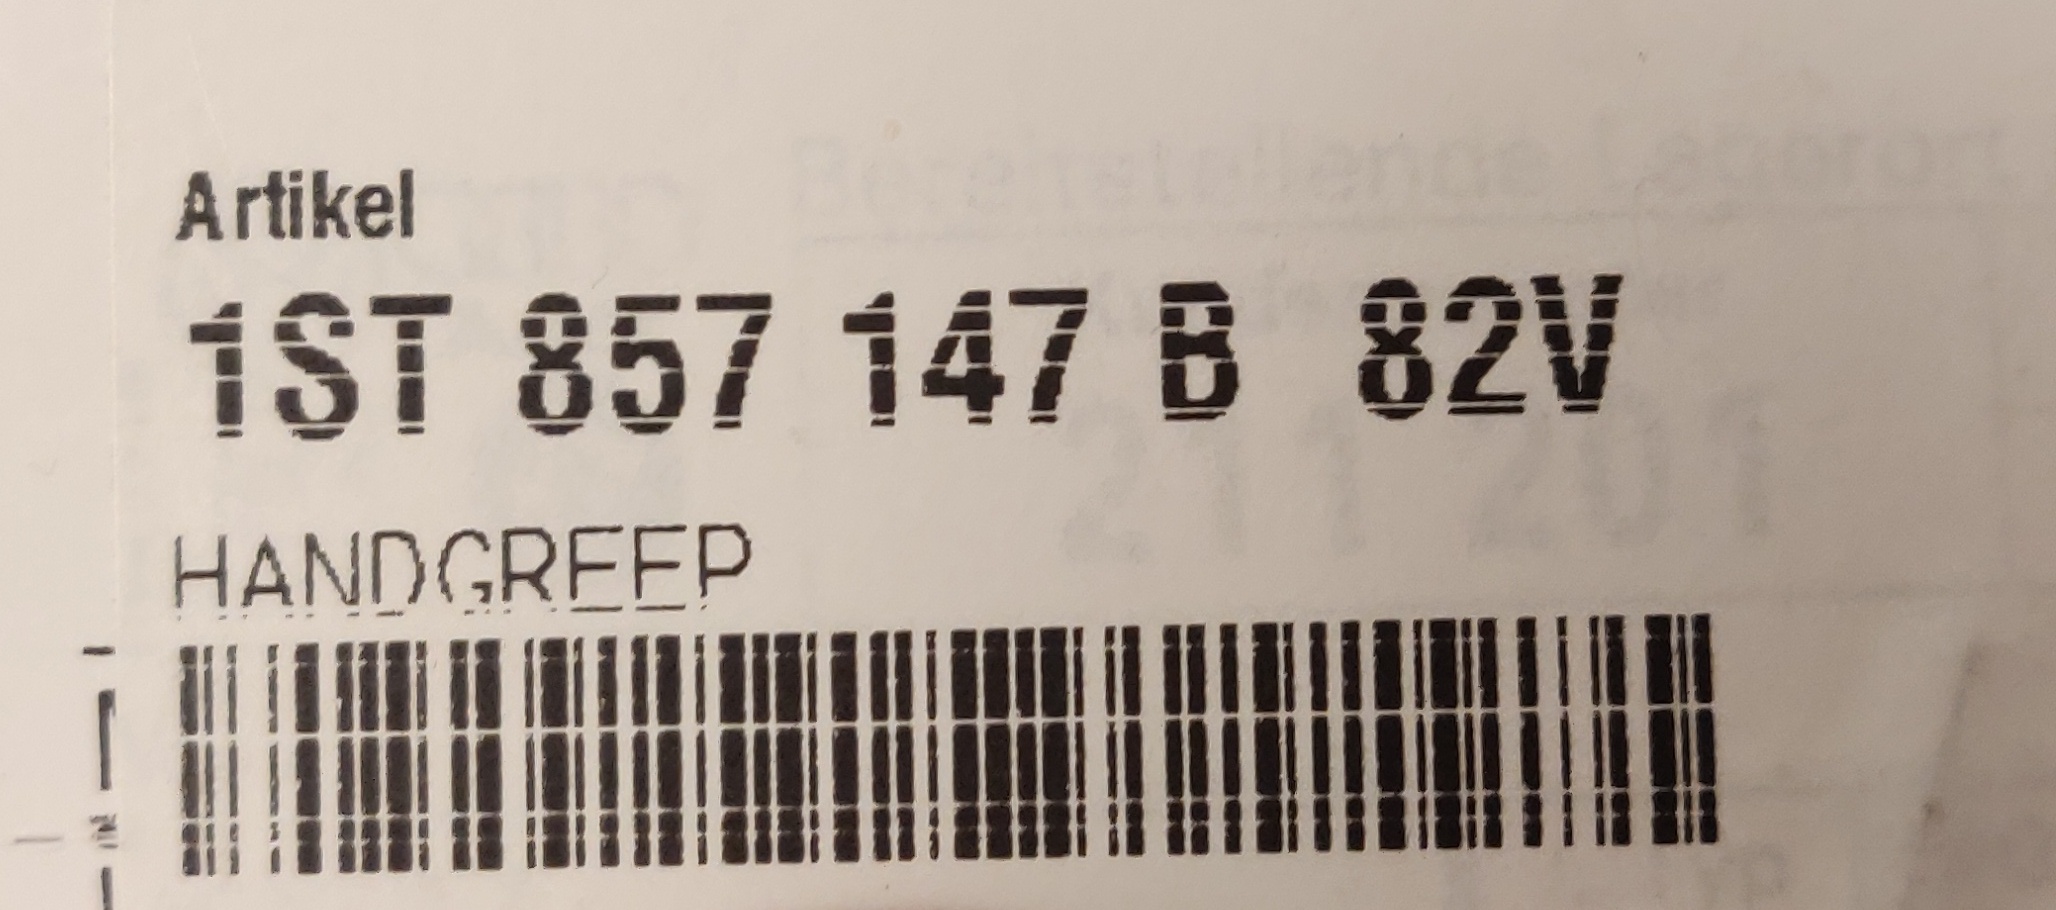 Artikel
1ST 857 147 B 82V
HANDGREEP